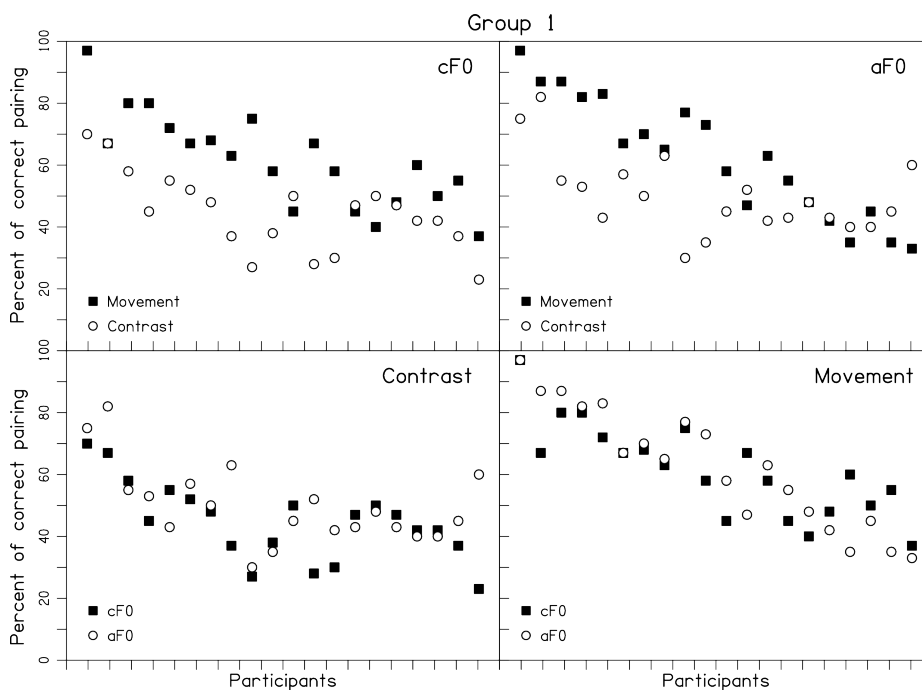 Group 1
Percent of correct pairing
100
80
60
40
20
cF0
Movement
Contrast
aF0
Movement
Contrast
Percent of correct pairing
100
80
60
40
20
0
Contrast
cF0
aF0
Movement
cF0
aF0
Participants
Participants